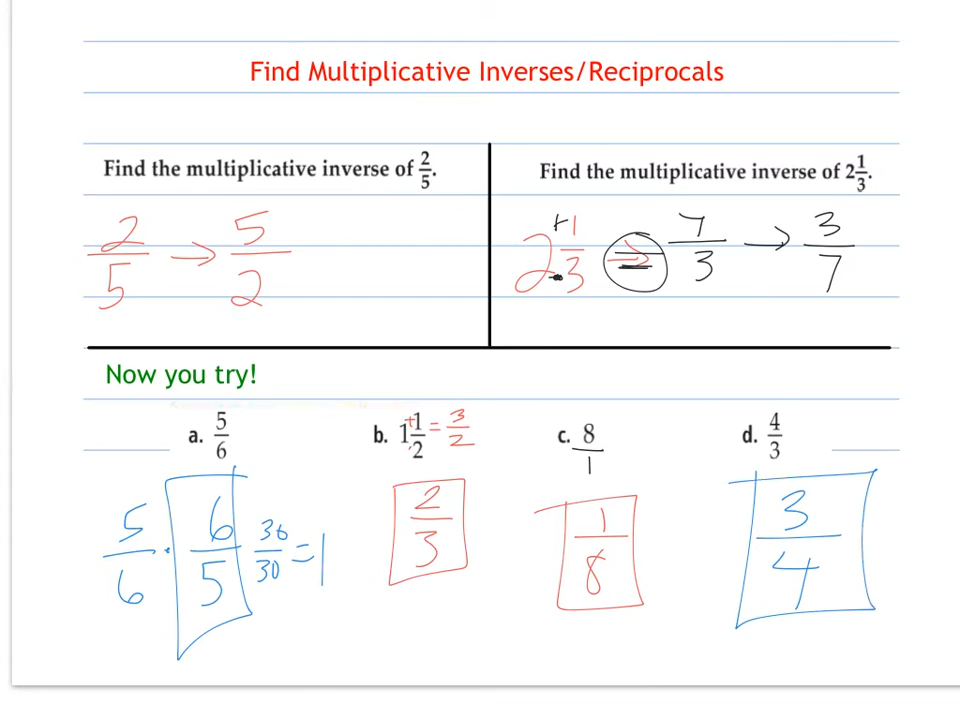 Find Multiplicative Inverses/Reciprocals
Find the multiplicative inverse of 2/5.
Find the multiplicative inverse of 2 1/3.
2/5 → 5/2
2 + 1/3 = 7/3 → 3/7
Now you try!
a. 5/6
b. 1 + 1/2 = 3/2
c. 8/1
d. 4/3
5/6 · 6/5 30/30 = 1
2/3
1/8
3/4